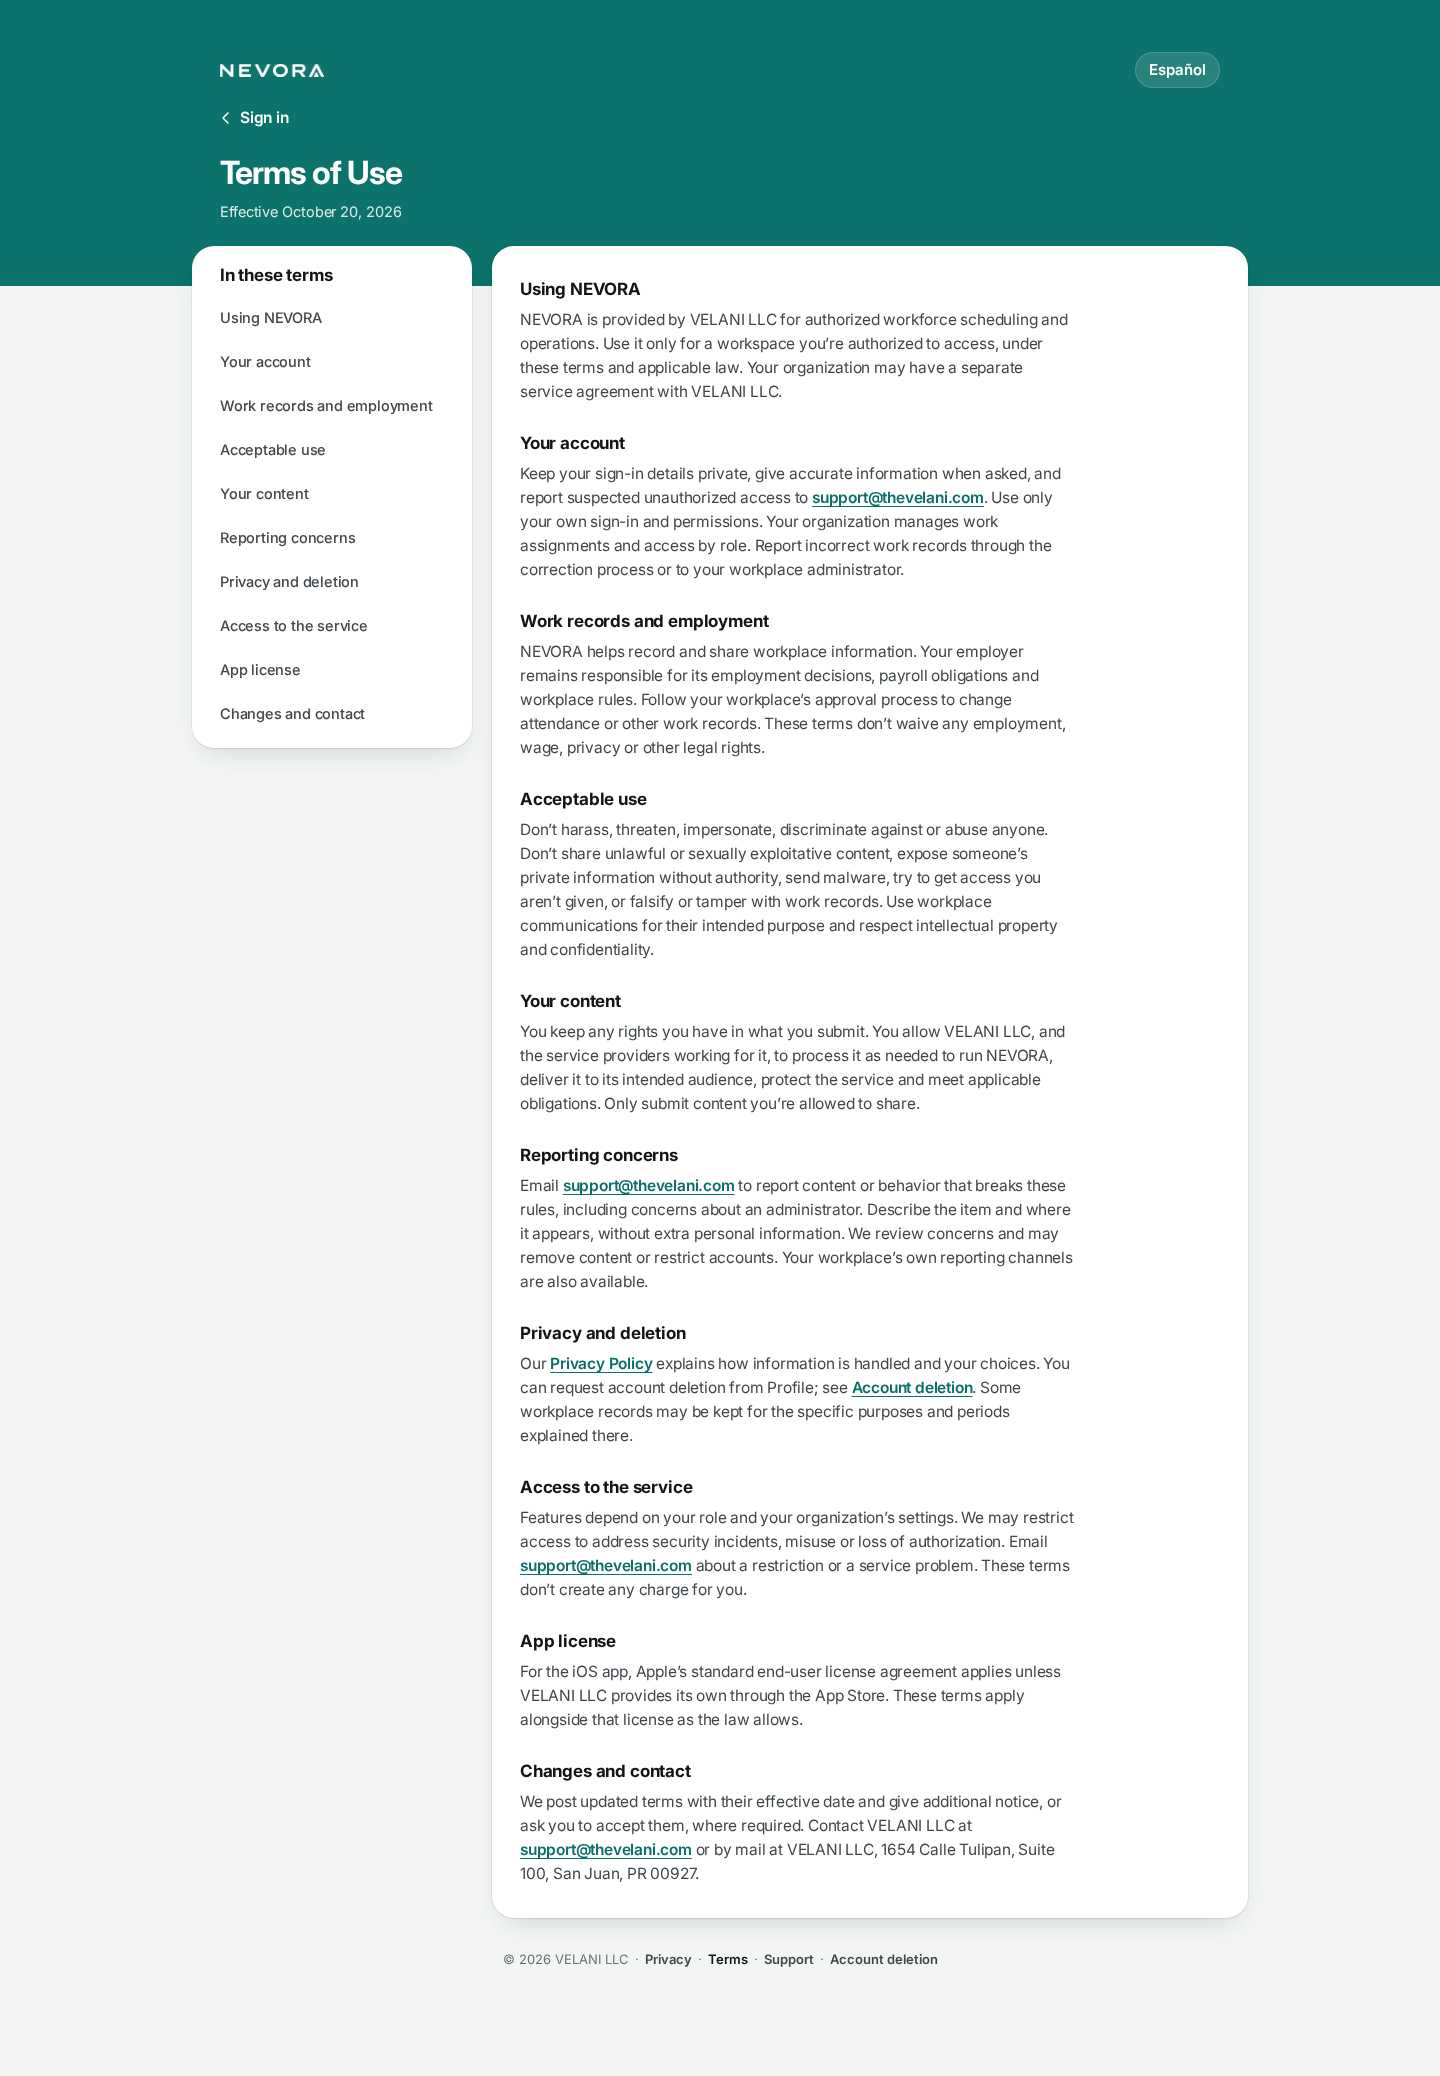 NEVORA
Español
Sign in
Terms of Use
Effective October 20, 2026
In these terms
Using NEVORA
Your account
Work records and employment
Acceptable use
Your content
Reporting concerns
Privacy and deletion
Access to the service
App license
Changes and contact
Using NEVORA
NEVORA is provided by VELANI LLC for authorized workforce scheduling and
operations. Use it only for a workspace you’re authorized to access, under
these terms and applicable law. Your organization may have a separate
service agreement with VELANI LLC.
Your account
Keep your sign-in details private, give accurate information when asked, and
report suspected unauthorized access to support@thevelani.com. Use only
your own sign-in and permissions. Your organization manages work
assignments and access by role. Report incorrect work records through the
correction process or to your workplace administrator.
Work records and employment
NEVORA helps record and share workplace information. Your employer
remains responsible for its employment decisions, payroll obligations and
workplace rules. Follow your workplace’s approval process to change
attendance or other work records. These terms don’t waive any employment,
wage, privacy or other legal rights.
Acceptable use
Don’t harass, threaten, impersonate, discriminate against or abuse anyone.
Don’t share unlawful or sexually exploitative content, expose someone’s
private information without authority, send malware, try to get access you
aren’t given, or falsify or tamper with work records. Use workplace
communications for their intended purpose and respect intellectual property
and confidentiality.
Your content
You keep any rights you have in what you submit. You allow VELANI LLC, and
the service providers working for it, to process it as needed to run NEVORA,
deliver it to its intended audience, protect the service and meet applicable
obligations. Only submit content you’re allowed to share.
Reporting concerns
Email support@thevelani.com to report content or behavior that breaks these
rules, including concerns about an administrator. Describe the item and where
it appears, without extra personal information. We review concerns and may
remove content or restrict accounts. Your workplace’s own reporting channels
are also available.
Privacy and deletion
Our Privacy Policy explains how information is handled and your choices. You
can request account deletion from Profile; see Account deletion. Some
workplace records may be kept for the specific purposes and periods
explained there.
Access to the service
Features depend on your role and your organization’s settings. We may restrict
access to address security incidents, misuse or loss of authorization. Email
support@thevelani.com about a restriction or a service problem. These terms
don’t create any charge for you.
App license
For the iOS app, Apple’s standard end-user license agreement applies unless
VELANI LLC provides its own through the App Store. These terms apply
alongside that license as the law allows.
Changes and contact
We post updated terms with their effective date and give additional notice, or
ask you to accept them, where required. Contact VELANI LLC at
support@thevelani.com or by mail at VELANI LLC, 1654 Calle Tulipan, Suite
100, San Juan, PR 00927.
© 2026 VELANI LLC · Privacy · Terms · Support · Account deletion